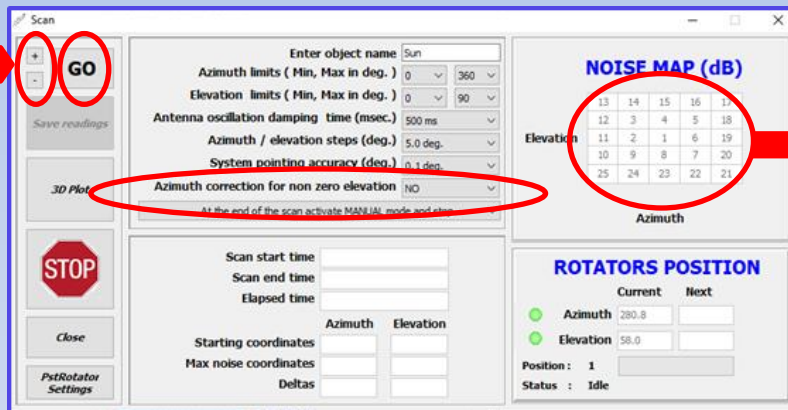 Scan
+
-
GO
Save readings
3D Plot
STOP
Close
PstRotator
Settings
Enter object name Sun
Azimuth limits ( Min, Max in deg. ) 0 360
Elevation limits ( Min, Max in deg. ) 0 90
Antenna oscillation damping time (msec.) 500 ms
Azimuth / elevation steps (deg.) 5.0 deg.
System pointing accuracy (deg.) 0.1 deg.
Azimuth correction for non zero elevation NO
At the end of the scan activate MANUAL mode and stop
Scan start time
Scan end time
Elapsed time
Azimuth Elevation
Starting coordinates
Max noise coordinates
Deltas
NOISE MAP (dB)
13 14 15 16 17
12 3 4 5 18
Elevation 11 2 1 6 19
10 9 8 7 20
25 24 23 22 21
Azimuth
ROTATORS POSITION
Current Next
Azimuth 280.8
Elevation 58.0
Position : 1
Status : Idle